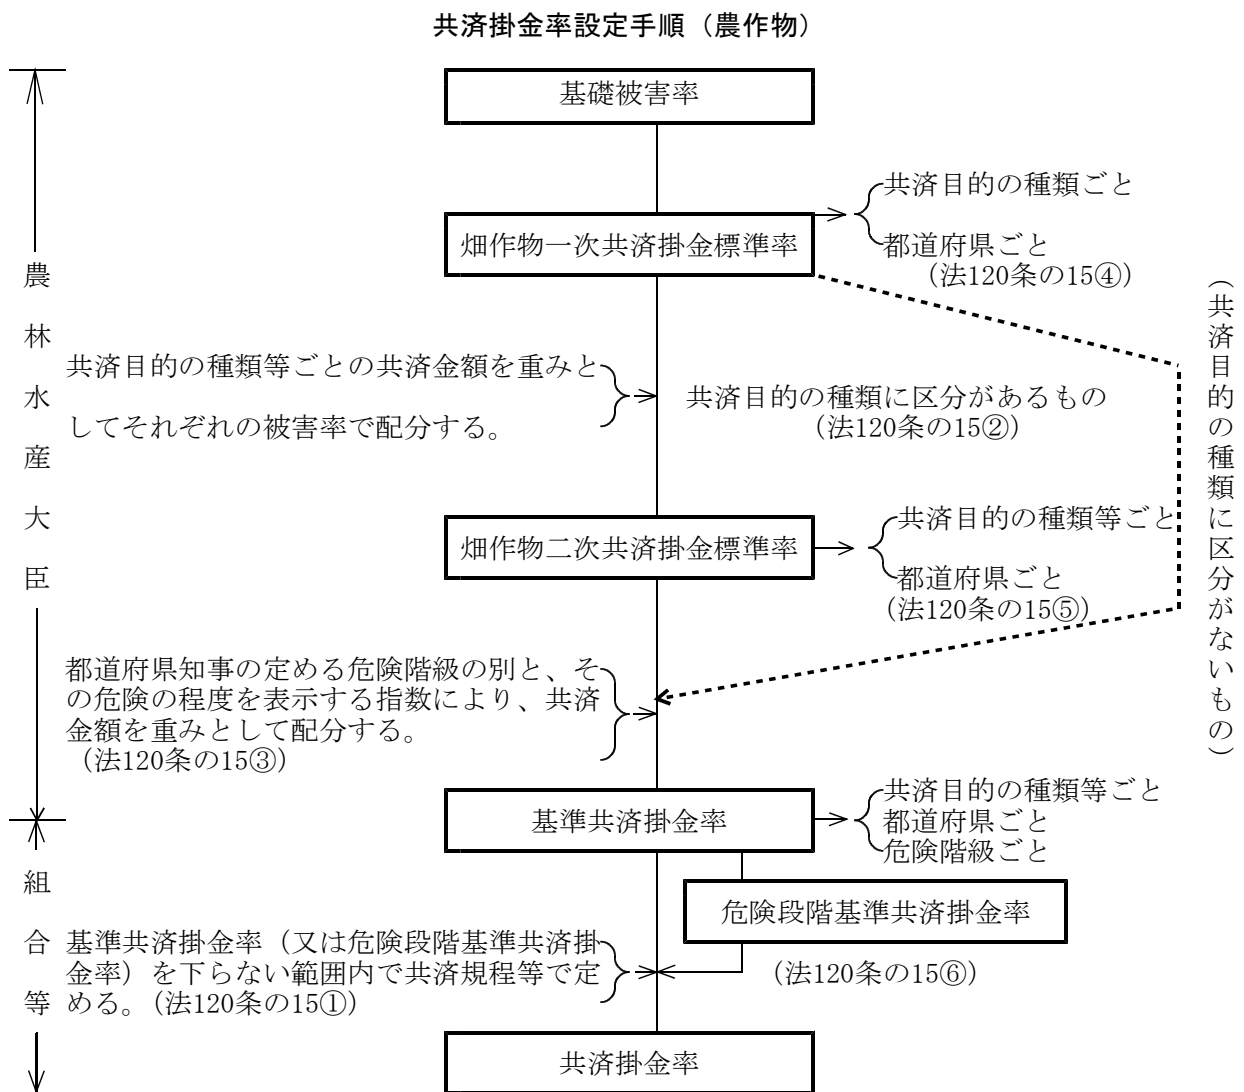 共済掛金率設定手順（農作物）
基礎被害率
共済目的の種類ごと
畑作物一次共済掛金標準率
都道府県ごと
（法120条の15④）
農林水産大臣
（共済目的の種類に区分がないもの）
共済目的の種類等ごとの共済金額を重みと
してそれぞれの被害率で配分する。
共済目的の種類に区分があるもの
（法120条の15②）
共済目的の種類等ごと
畑作物二次共済掛金標準率
都道府県ごと
（法120条の15⑤）
都道府県知事の定める危険階級の別と、そ
の危険の程度を表示する指数により、共済
金額を重みとして配分する。
（法120条の15③）
基準共済掛金率
共済目的の種類等ごと
都道府県ごと
危険階級ごと
組合等
危険段階基準共済掛金率
基準共済掛金率（又は危険段階基準共済掛
金率）を下らない範囲内で共済規程等で定
める。（法120条の15①）
（法120条の15⑥）
共済掛金率